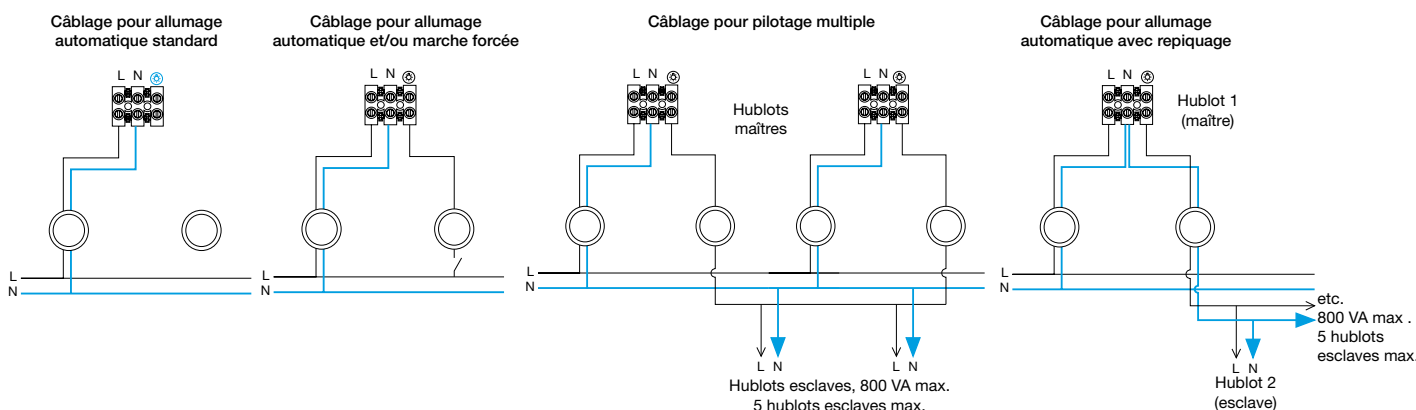 Câblage pour allumage
automatique standard
L N
L
N
Câblage pour allumage
automatique et/ou marche forcée
L N
L
N
Câblage pour pilotage multiple
L N
L N
Hublots
maîtres
L
N
L N
L N
Hublots esclaves, 800 VA max.
5 hublots esclaves max.
Câblage pour allumage
automatique avec repiquage
L N
Hublot 1
(maître)
L
N
etc.
800 VA max .
5 hublots
esclaves max.
L N
Hublot 2
(esclave)